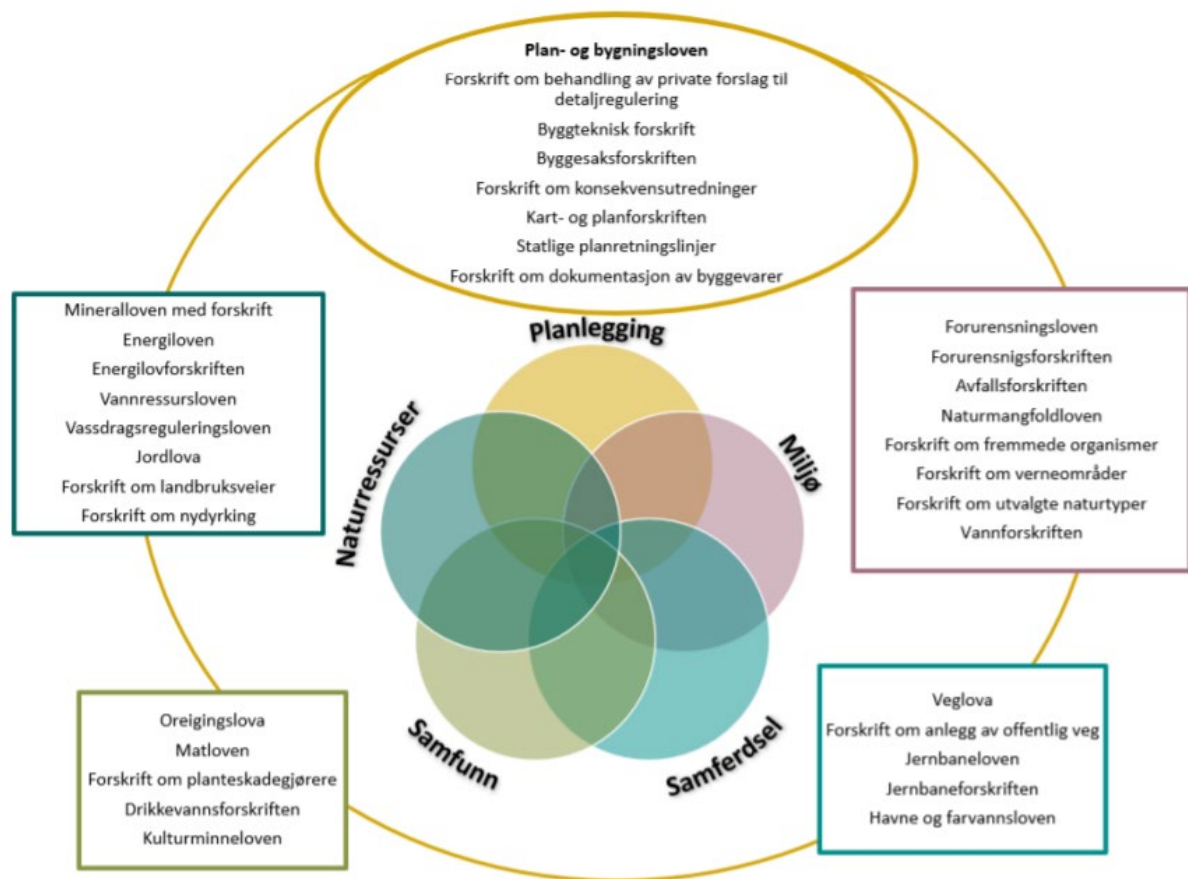 Plan- og bygningsloven
Forskrift om behandling av private forslag til
detaljregulering
Byggteknisk forskrift
Byggesaksforskriften
Forskrift om konsekvensutredninger
Kart- og planforskriften
Statlige planretningslinjer
Forskrift om dokumentasjon av byggevarer
Mineralloven med forskrift
Energiloven
Energilovforskriften
Vannressursloven
Vassdragsreguleringsloven
Jordlova
Forskrift om landbruksveier
Forskrift om nydyrking
Planlegging
Naturressurser
Miljø
Samfunn
Samferdsel
Forurensningsloven
Forurensnigsforskriften
Avfallsforskriften
Naturmangfoldloven
Forskrift om fremmede organismer
Forskrift om verneområder
Forskrift om utvalgte naturtyper
Vannforskriften
Oreigingslova
Matloven
Forskrift om planteskadegjørere
Drikkevannsforskriften
Kulturminneloven
Veglova
Forskrift om anlegg av offentlig veg
Jernbaneloven
Jernbaneforskriften
Havne og farvannsloven